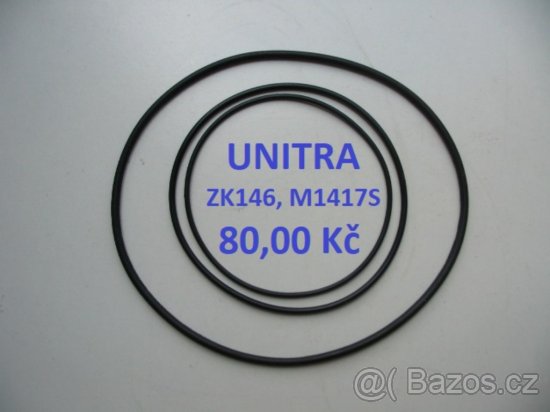 UNITRA
ZK146, M1417S
80,00 Kč
@( Bazos.cz